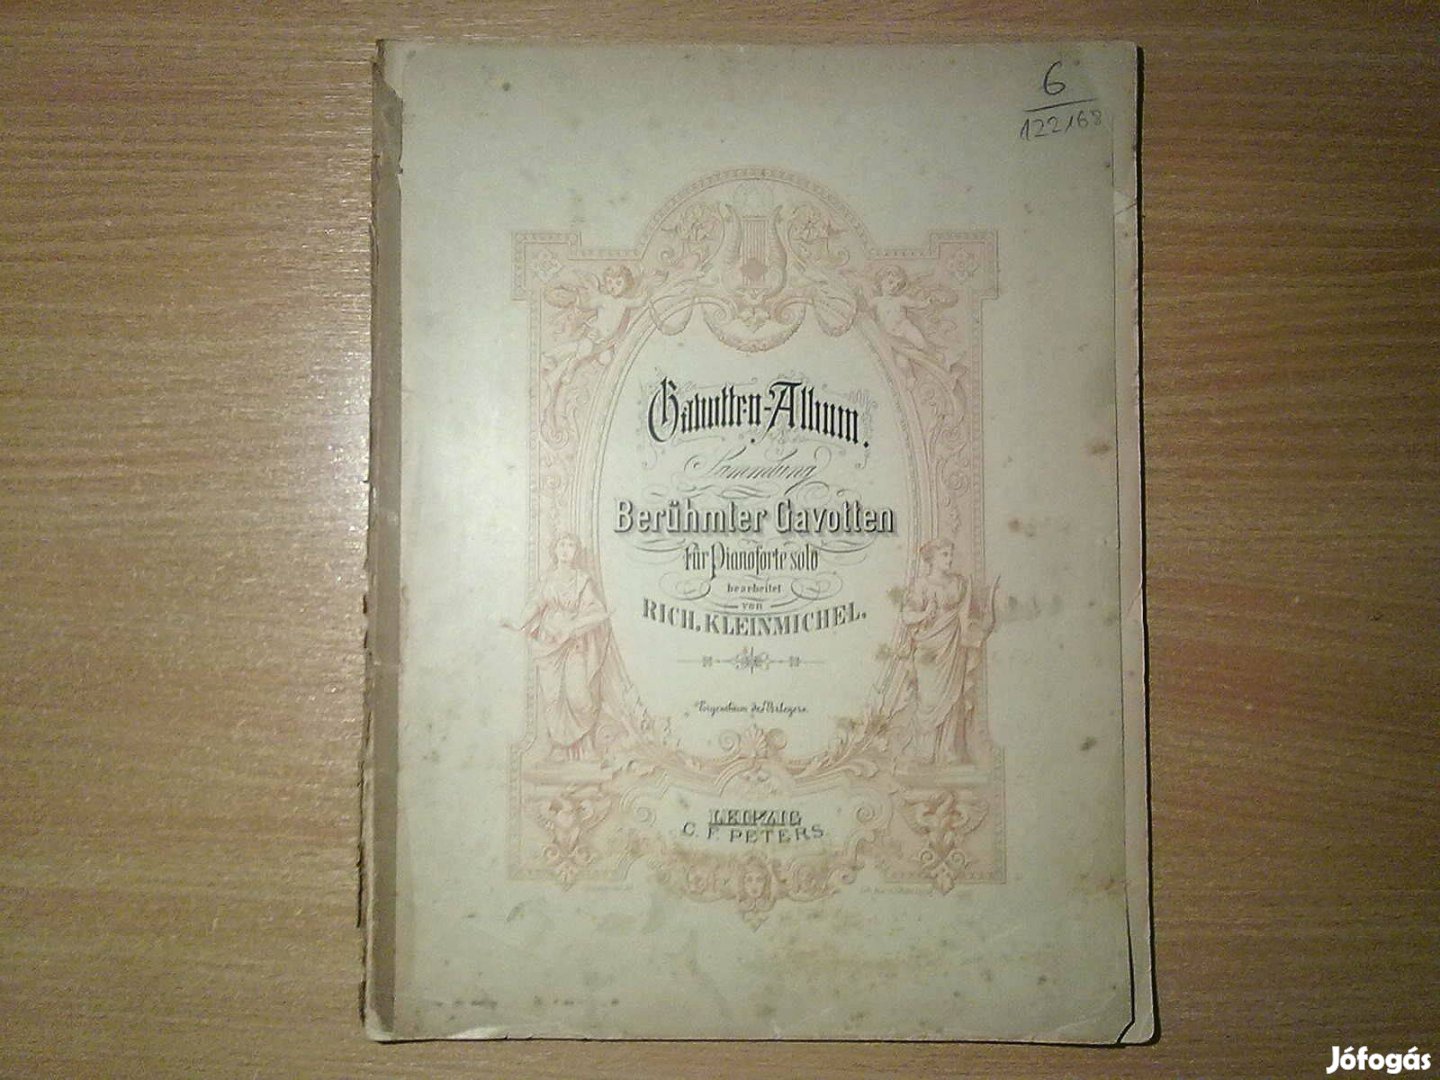 6
122/68
Gavotten-Album.
Sammlung
Berühmter Gavotten
für Pianoforte solo
bearbeitet
von
RICH. KLEINMICHEL.
Eigenthum des Verlegers.
LEIPZIG
C. F. PETERS.
Jófogás